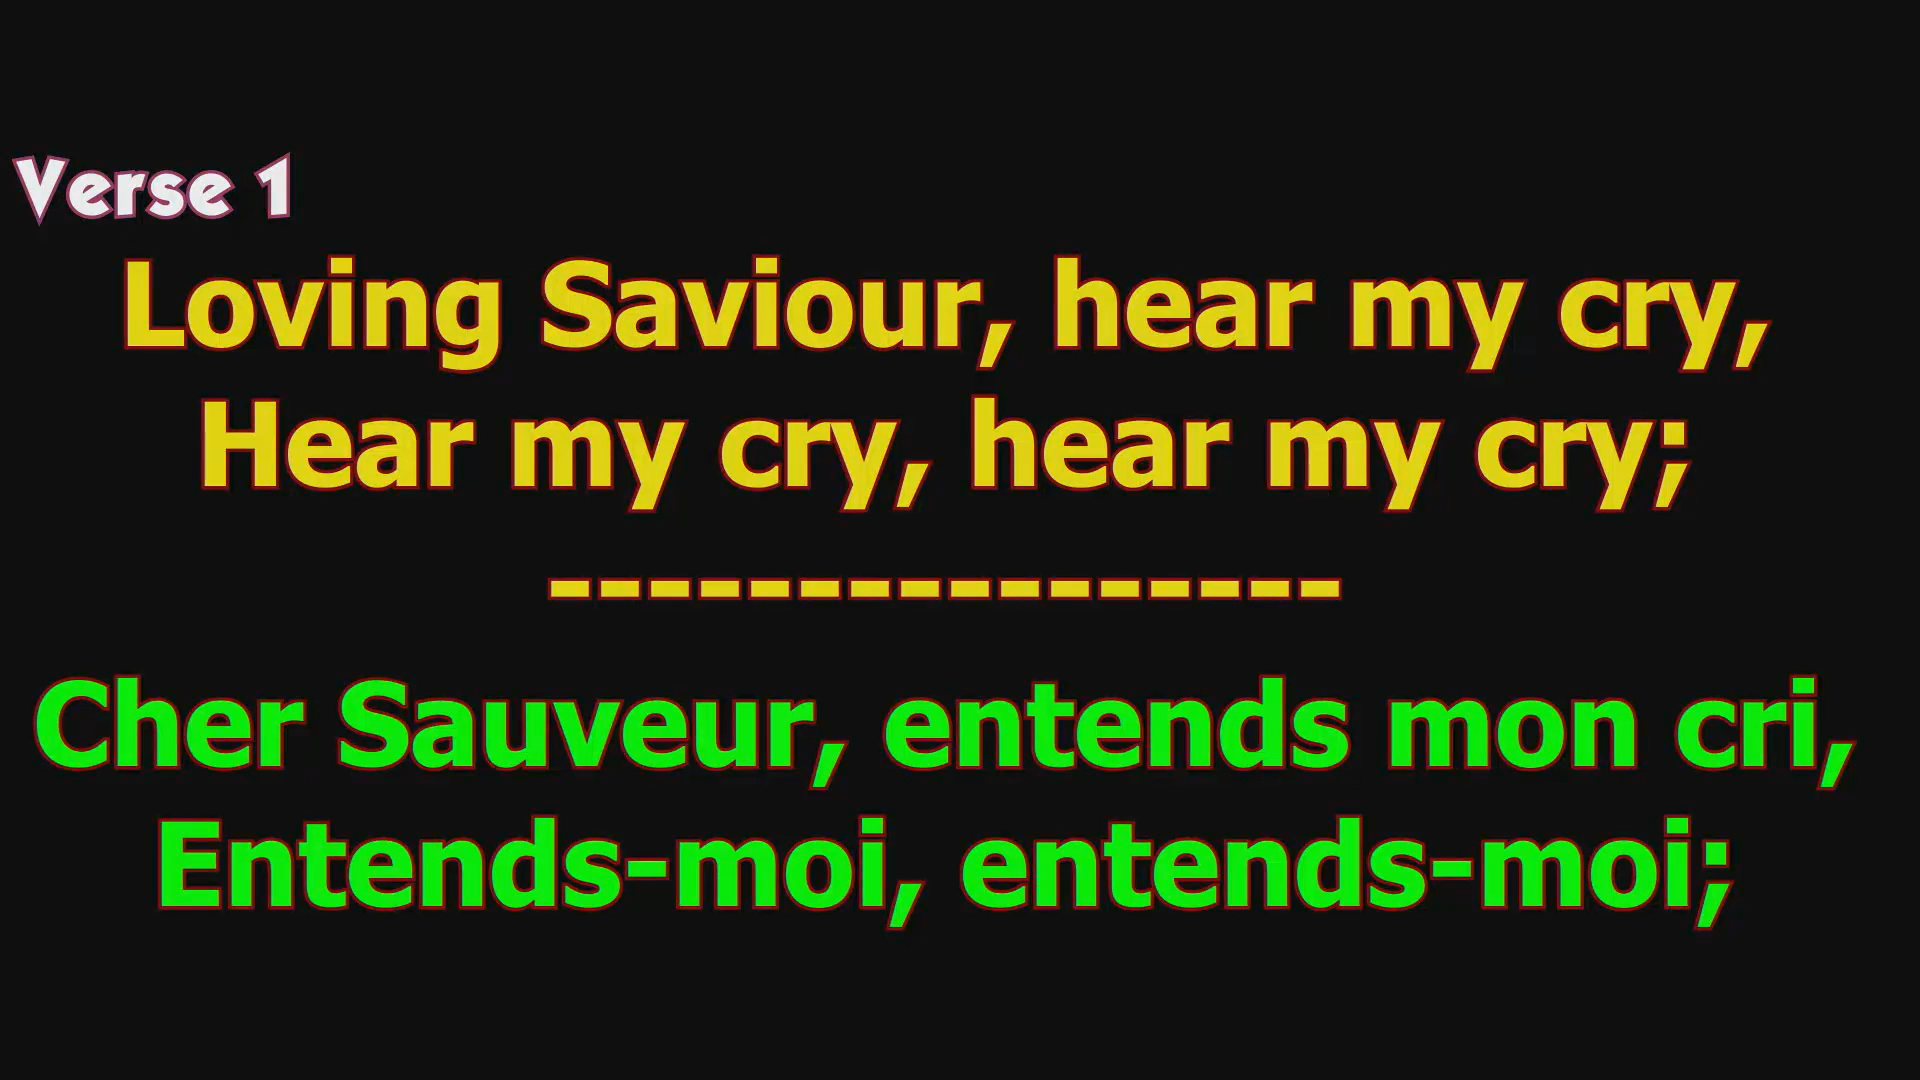 Verse 1
Loving Saviour, hear my cry,
Hear my cry, hear my cry;
----------------
Cher Sauveur, entends mon cri,
Entends-moi, entends-moi;